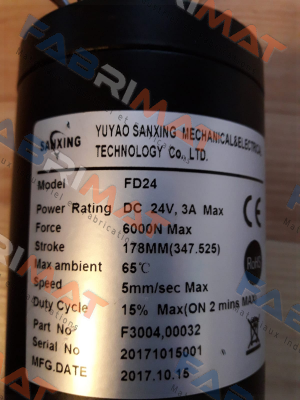 SANXING
YUYAO SANXING MECHANICAL&ELECTRICAL
TECHNOLOGY Co., LTD.
Model FD24
Power Rating DC 24V, 3A Max
Force 6000N Max
Stroke 178MM(347.525)
Max ambient 65℃
Speed 5mm/sec Max
Duty Cycle 15% Max(ON 2 mins MAX)
Part No F3004,00032
Serial No 20171015001
MFG.DATE 2017.10.15
CE
RoHS
FABRIMAT